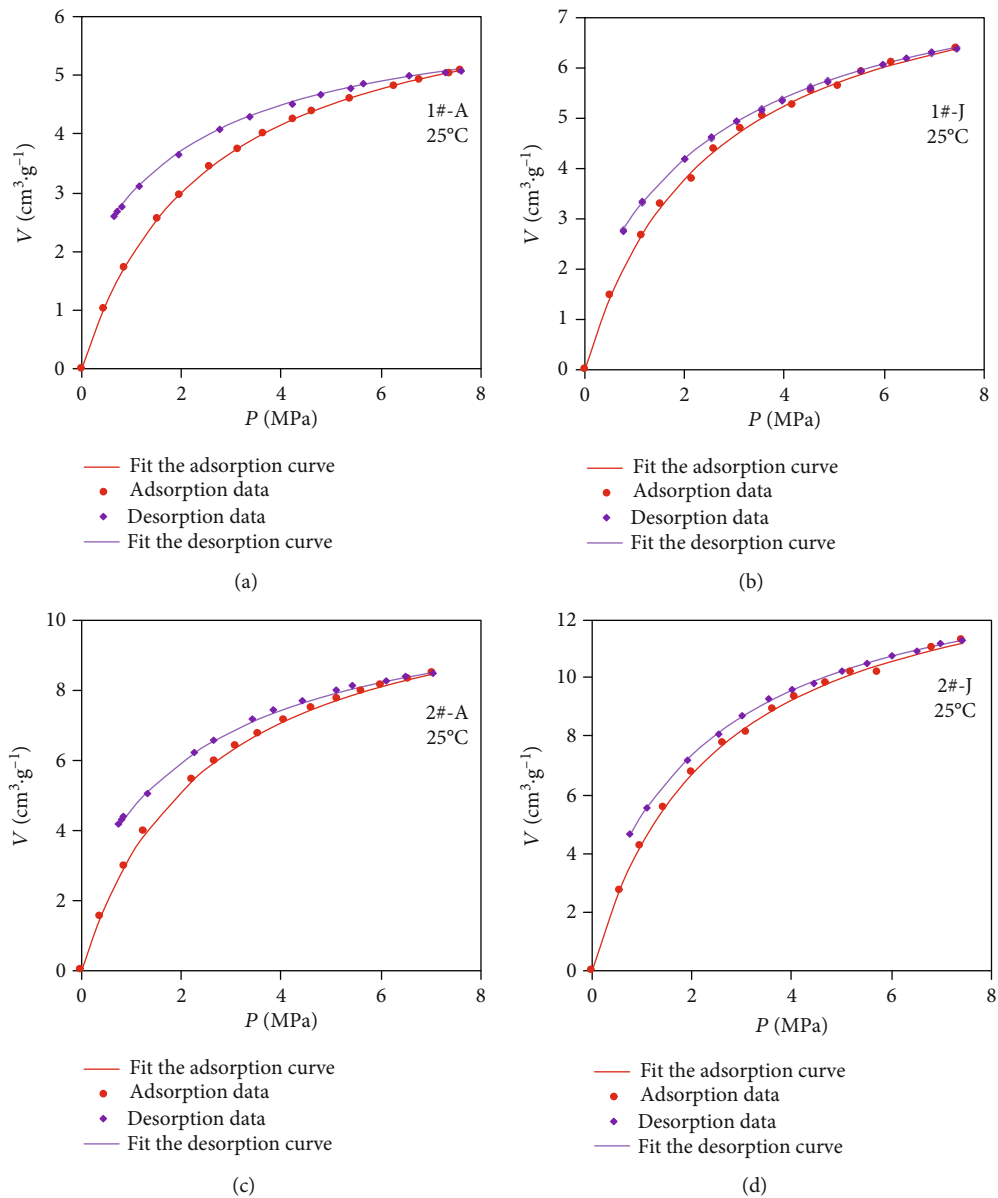 6
5
4
3
2
1
0
V (cm³·g⁻¹)
1#-A
25°C
0 2 4 6 8
P (MPa)
Fit the adsorption curve
Adsorption data
Desorption data
Fit the desorption curve
(a)
7
6
5
4
3
2
1
0
V (cm³·g⁻¹)
1#-J
25°C
0 2 4 6 8
P (MPa)
Fit the adsorption curve
Adsorption data
Desorption data
Fit the desorption curve
(b)
10
8
6
4
2
0
V (cm³·g⁻¹)
2#-A
25°C
0 2 4 6 8
P (MPa)
Fit the adsorption curve
Adsorption data
Desorption data
Fit the desorption curve
(c)
12
10
8
6
4
2
0
V (cm³·g⁻¹)
2#-J
25°C
0 2 4 6 8
P (MPa)
Fit the adsorption curve
Adsorption data
Desorption data
Fit the desorption curve
(d)